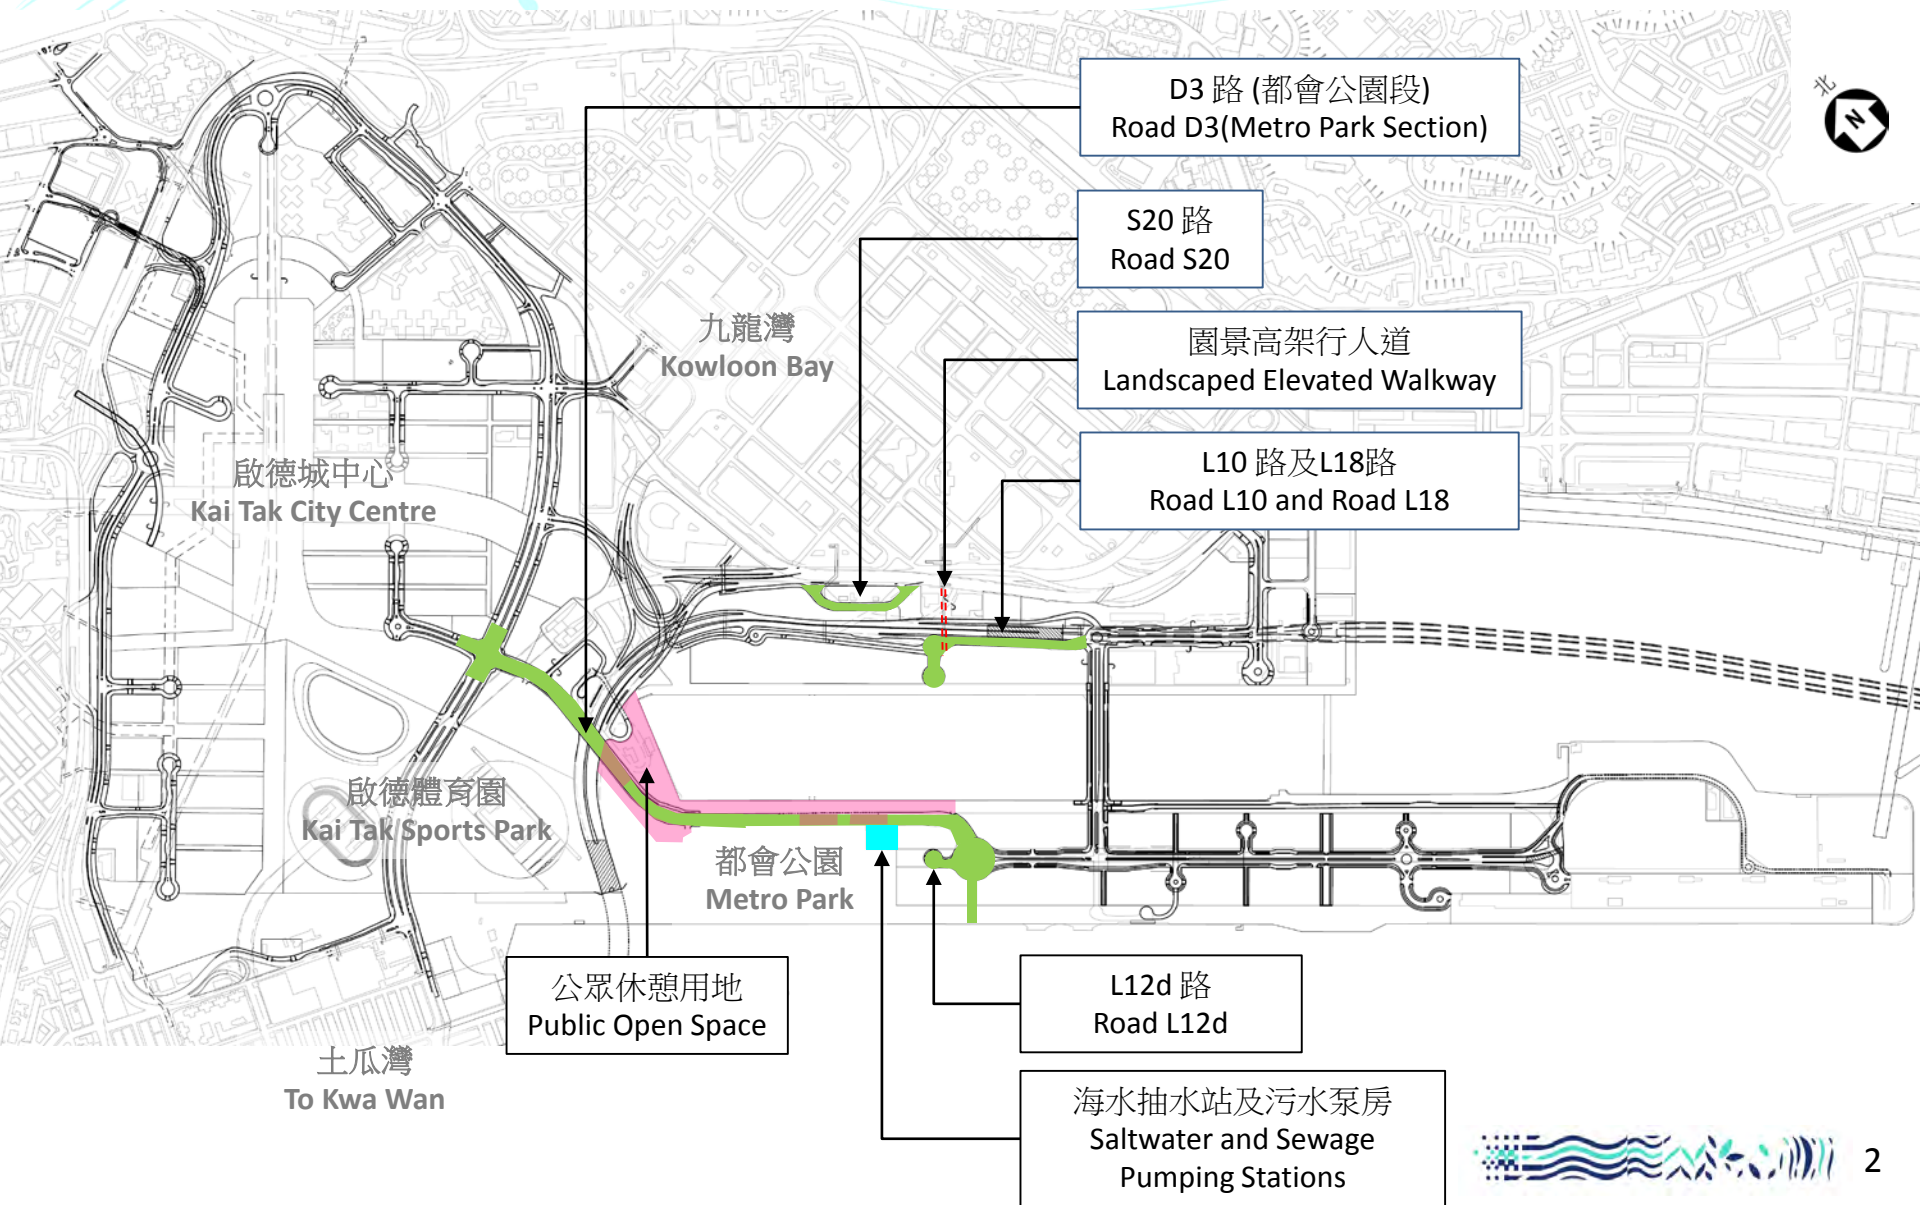 D3 路 (都會公園段)
Road D3(Metro Park Section)
北
N
S20 路
Road S20
園景高架行人道
Landscaped Elevated Walkway
九龍灣
Kowloon Bay
L10 路及L18路
Road L10 and Road L18
啟德城中心
Kai Tak City Centre
啟德體育園
Kai Tak Sports Park
都會公園
Metro Park
公眾休憩用地
Public Open Space
L12d 路
Road L12d
土瓜灣
To Kwa Wan
海水抽水站及污水泵房
Saltwater and Sewage
Pumping Stations
2